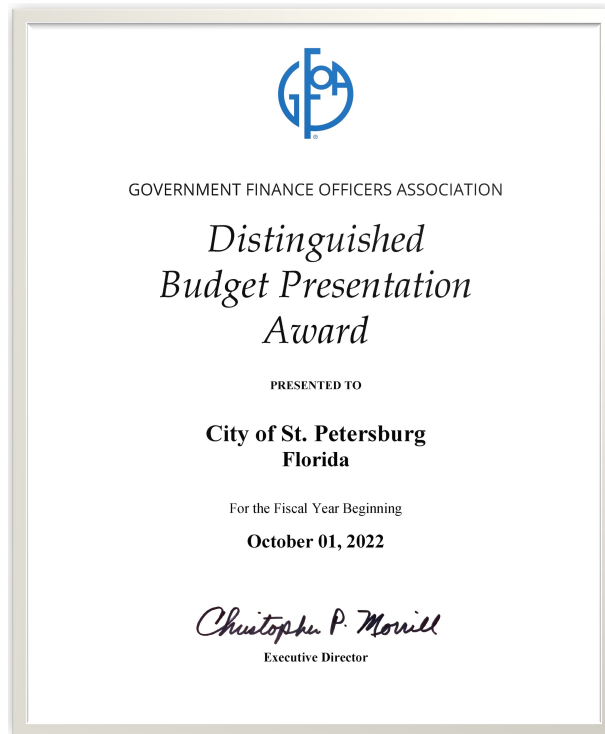 GFOA
®
GOVERNMENT FINANCE OFFICERS ASSOCIATION
Distinguished
Budget Presentation
Award
PRESENTED TO
City of St. Petersburg
Florida
For the Fiscal Year Beginning
October 01, 2022
Christopher P. Morrill
Executive Director